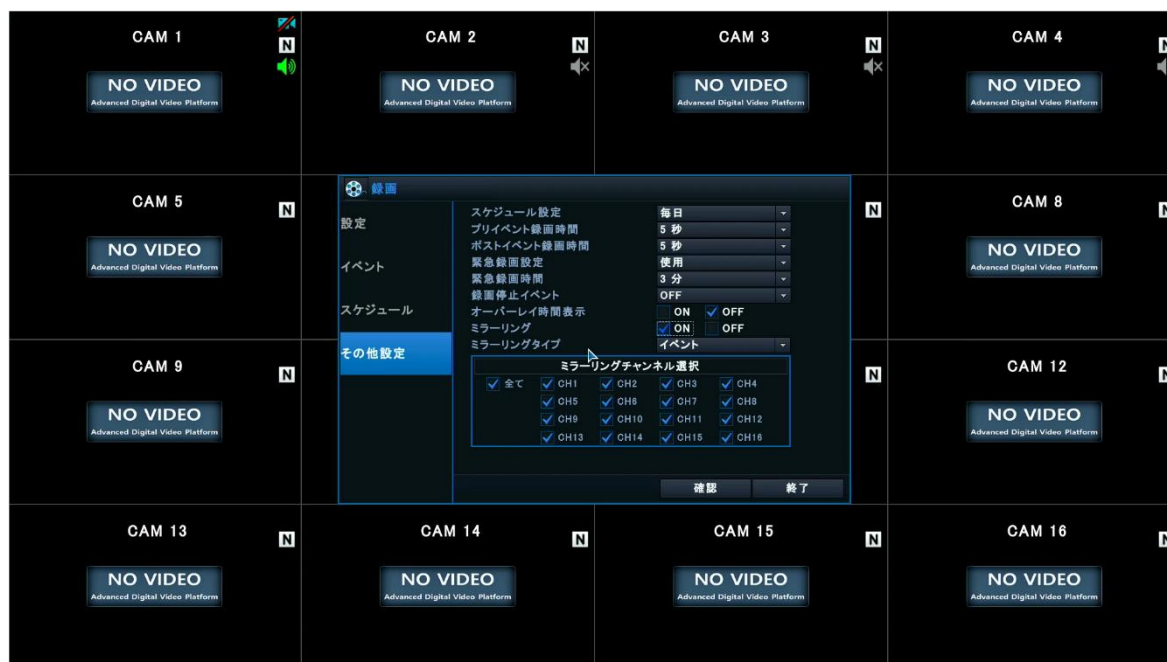 CAM 1
N
NO VIDEO
Advanced Digital Video Platform
CAM 2
N
NO VIDEO
Advanced Digital Video Platform
CAM 3
N
NO VIDEO
Advanced Digital Video Platform
CAM 4
NO VIDEO
Advanced Digital Video Platform
CAM 5
N
NO VIDEO
Advanced Digital Video Platform
録画
設定
イベント
スケジュール
その他設定
スケジュール設定 毎日
プリイベント録画時間 5 秒
ポストイベント録画時間 5 秒
緊急録画設定 使用
緊急録画時間 3 分
録画停止イベント OFF
オーバーレイ時間表示 ON OFF
ミラーリング ON OFF
ミラーリングタイプ イベント
ミラーリングチャンネル選択
全て CH1 CH2 CH3 CH4
CH5 CH6 CH7 CH8
CH9 CH10 CH11 CH12
CH13 CH14 CH15 CH16
確認 終了
N
CAM 8
NO VIDEO
Advanced Digital Video Platform
CAM 9
N
NO VIDEO
Advanced Digital Video Platform
N
CAM 12
NO VIDEO
Advanced Digital Video Platform
CAM 13
N
NO VIDEO
Advanced Digital Video Platform
CAM 14
N
NO VIDEO
Advanced Digital Video Platform
CAM 15
N
NO VIDEO
Advanced Digital Video Platform
CAM 16
NO VIDEO
Advanced Digital Video Platform